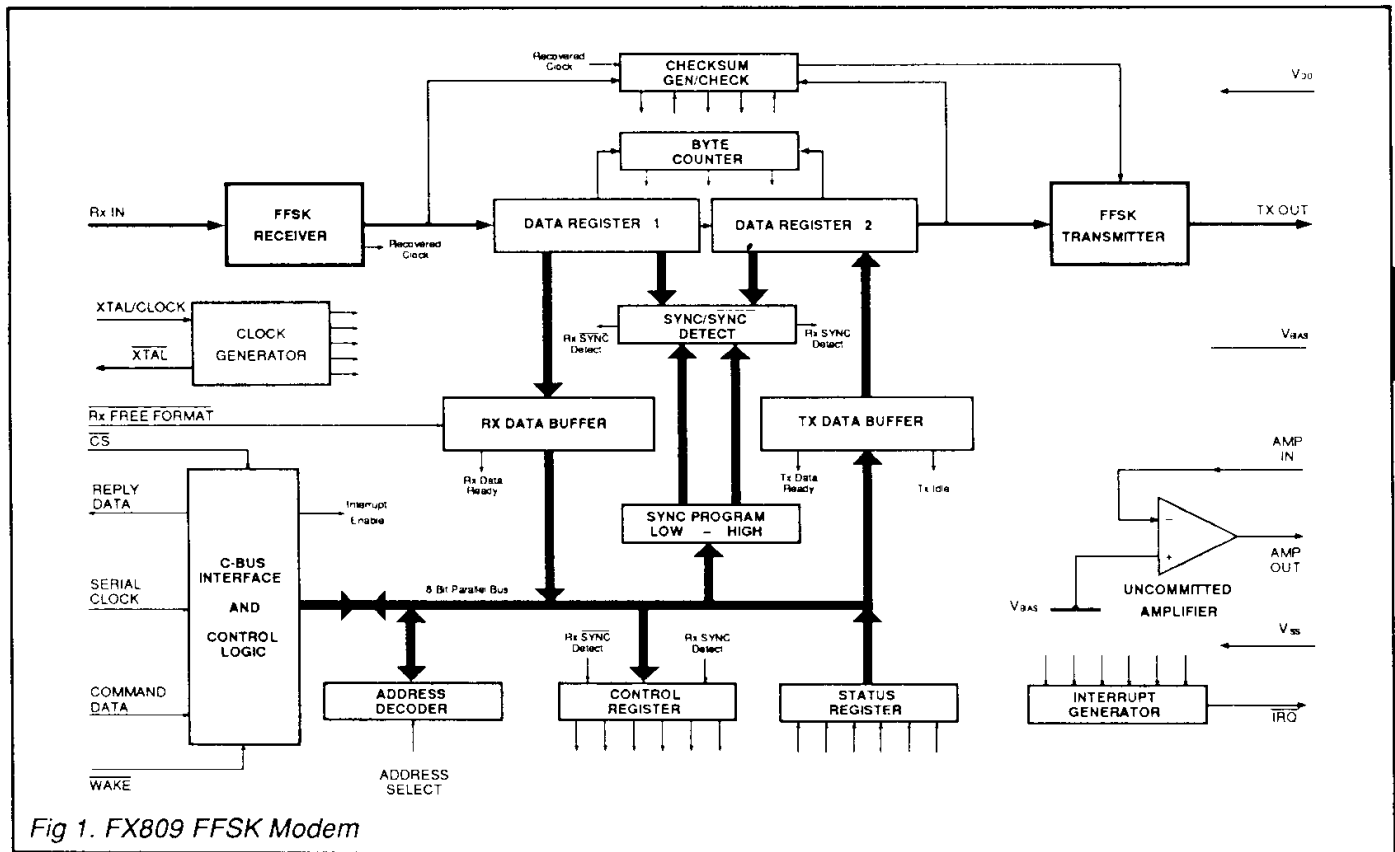 Recovered
Clock
CHECKSUM
GEN/CHECK
VDD
BYTE
COUNTER
Rx IN
FFSK
RECEIVER
Recovered
Clock
DATA REGISTER 1
DATA REGISTER 2
FFSK
TRANSMITTER
TX OUT
XTAL/CLOCK
XTAL
CLOCK
GENERATOR
SYNC/SYNC
DETECT
Rx SYNC
Detect
Rx SYNC
Detect
VBIAS
Rx FREE FORMAT
CS
RX DATA BUFFER
Rx Data
Ready
TX DATA BUFFER
Tx Data
Ready
Tx Idle
AMP
IN
REPLY
DATA
Interrupt
Enable
SYNC PROGRAM
LOW – HIGH
–
+
AMP
OUT
UNCOMMITTED
AMPLIFIER
VBIAS
C-BUS
INTERFACE
AND
CONTROL
LOGIC
SERIAL
CLOCK
8 Bit Parallel Bus
Rx SYNC
Detect
Rx SYNC
Detect
VSS
COMMAND
DATA
ADDRESS
DECODER
CONTROL
REGISTER
STATUS
REGISTER
INTERRUPT
GENERATOR
IRQ
WAKE
ADDRESS
SELECT
Fig 1. FX809 FFSK Modem